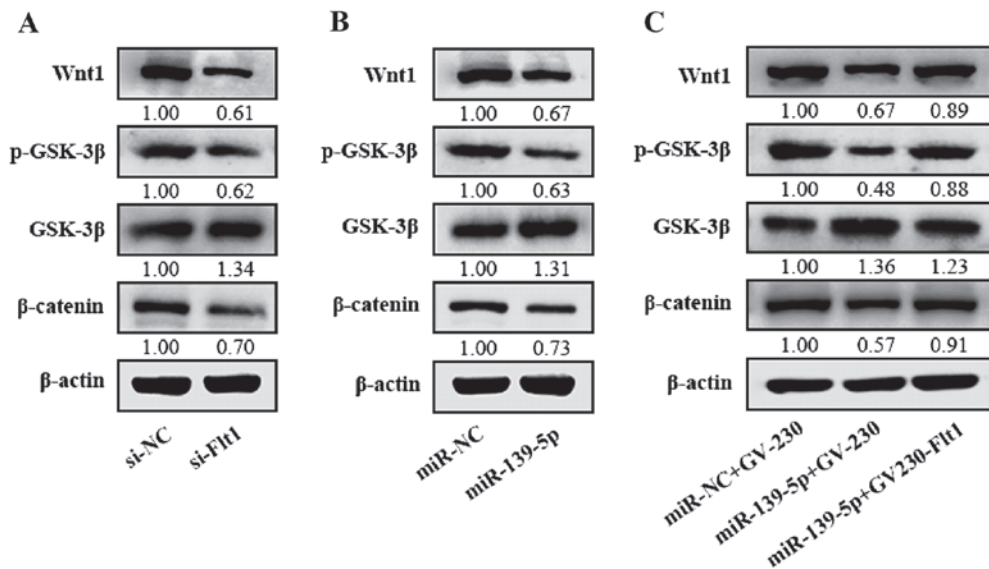 A
Wnt1
1.00 0.61
p-GSK-3β
1.00 0.62
GSK-3β
1.00 1.34
β-catenin
1.00 0.70
β-actin
si-NC
si-Flt1
B
Wnt1
1.00 0.67
p-GSK-3β
1.00 0.63
GSK-3β
1.00 1.31
β-catenin
1.00 0.73
β-actin
miR-NC
miR-139-5p
C
Wnt1
1.00 0.67 0.89
p-GSK-3β
1.00 0.48 0.88
GSK-3β
1.00 1.36 1.23
β-catenin
1.00 0.57 0.91
β-actin
miR-NC+GV-230
miR-139-5p+GV-230
miR-139-5p+GV230-Flt1